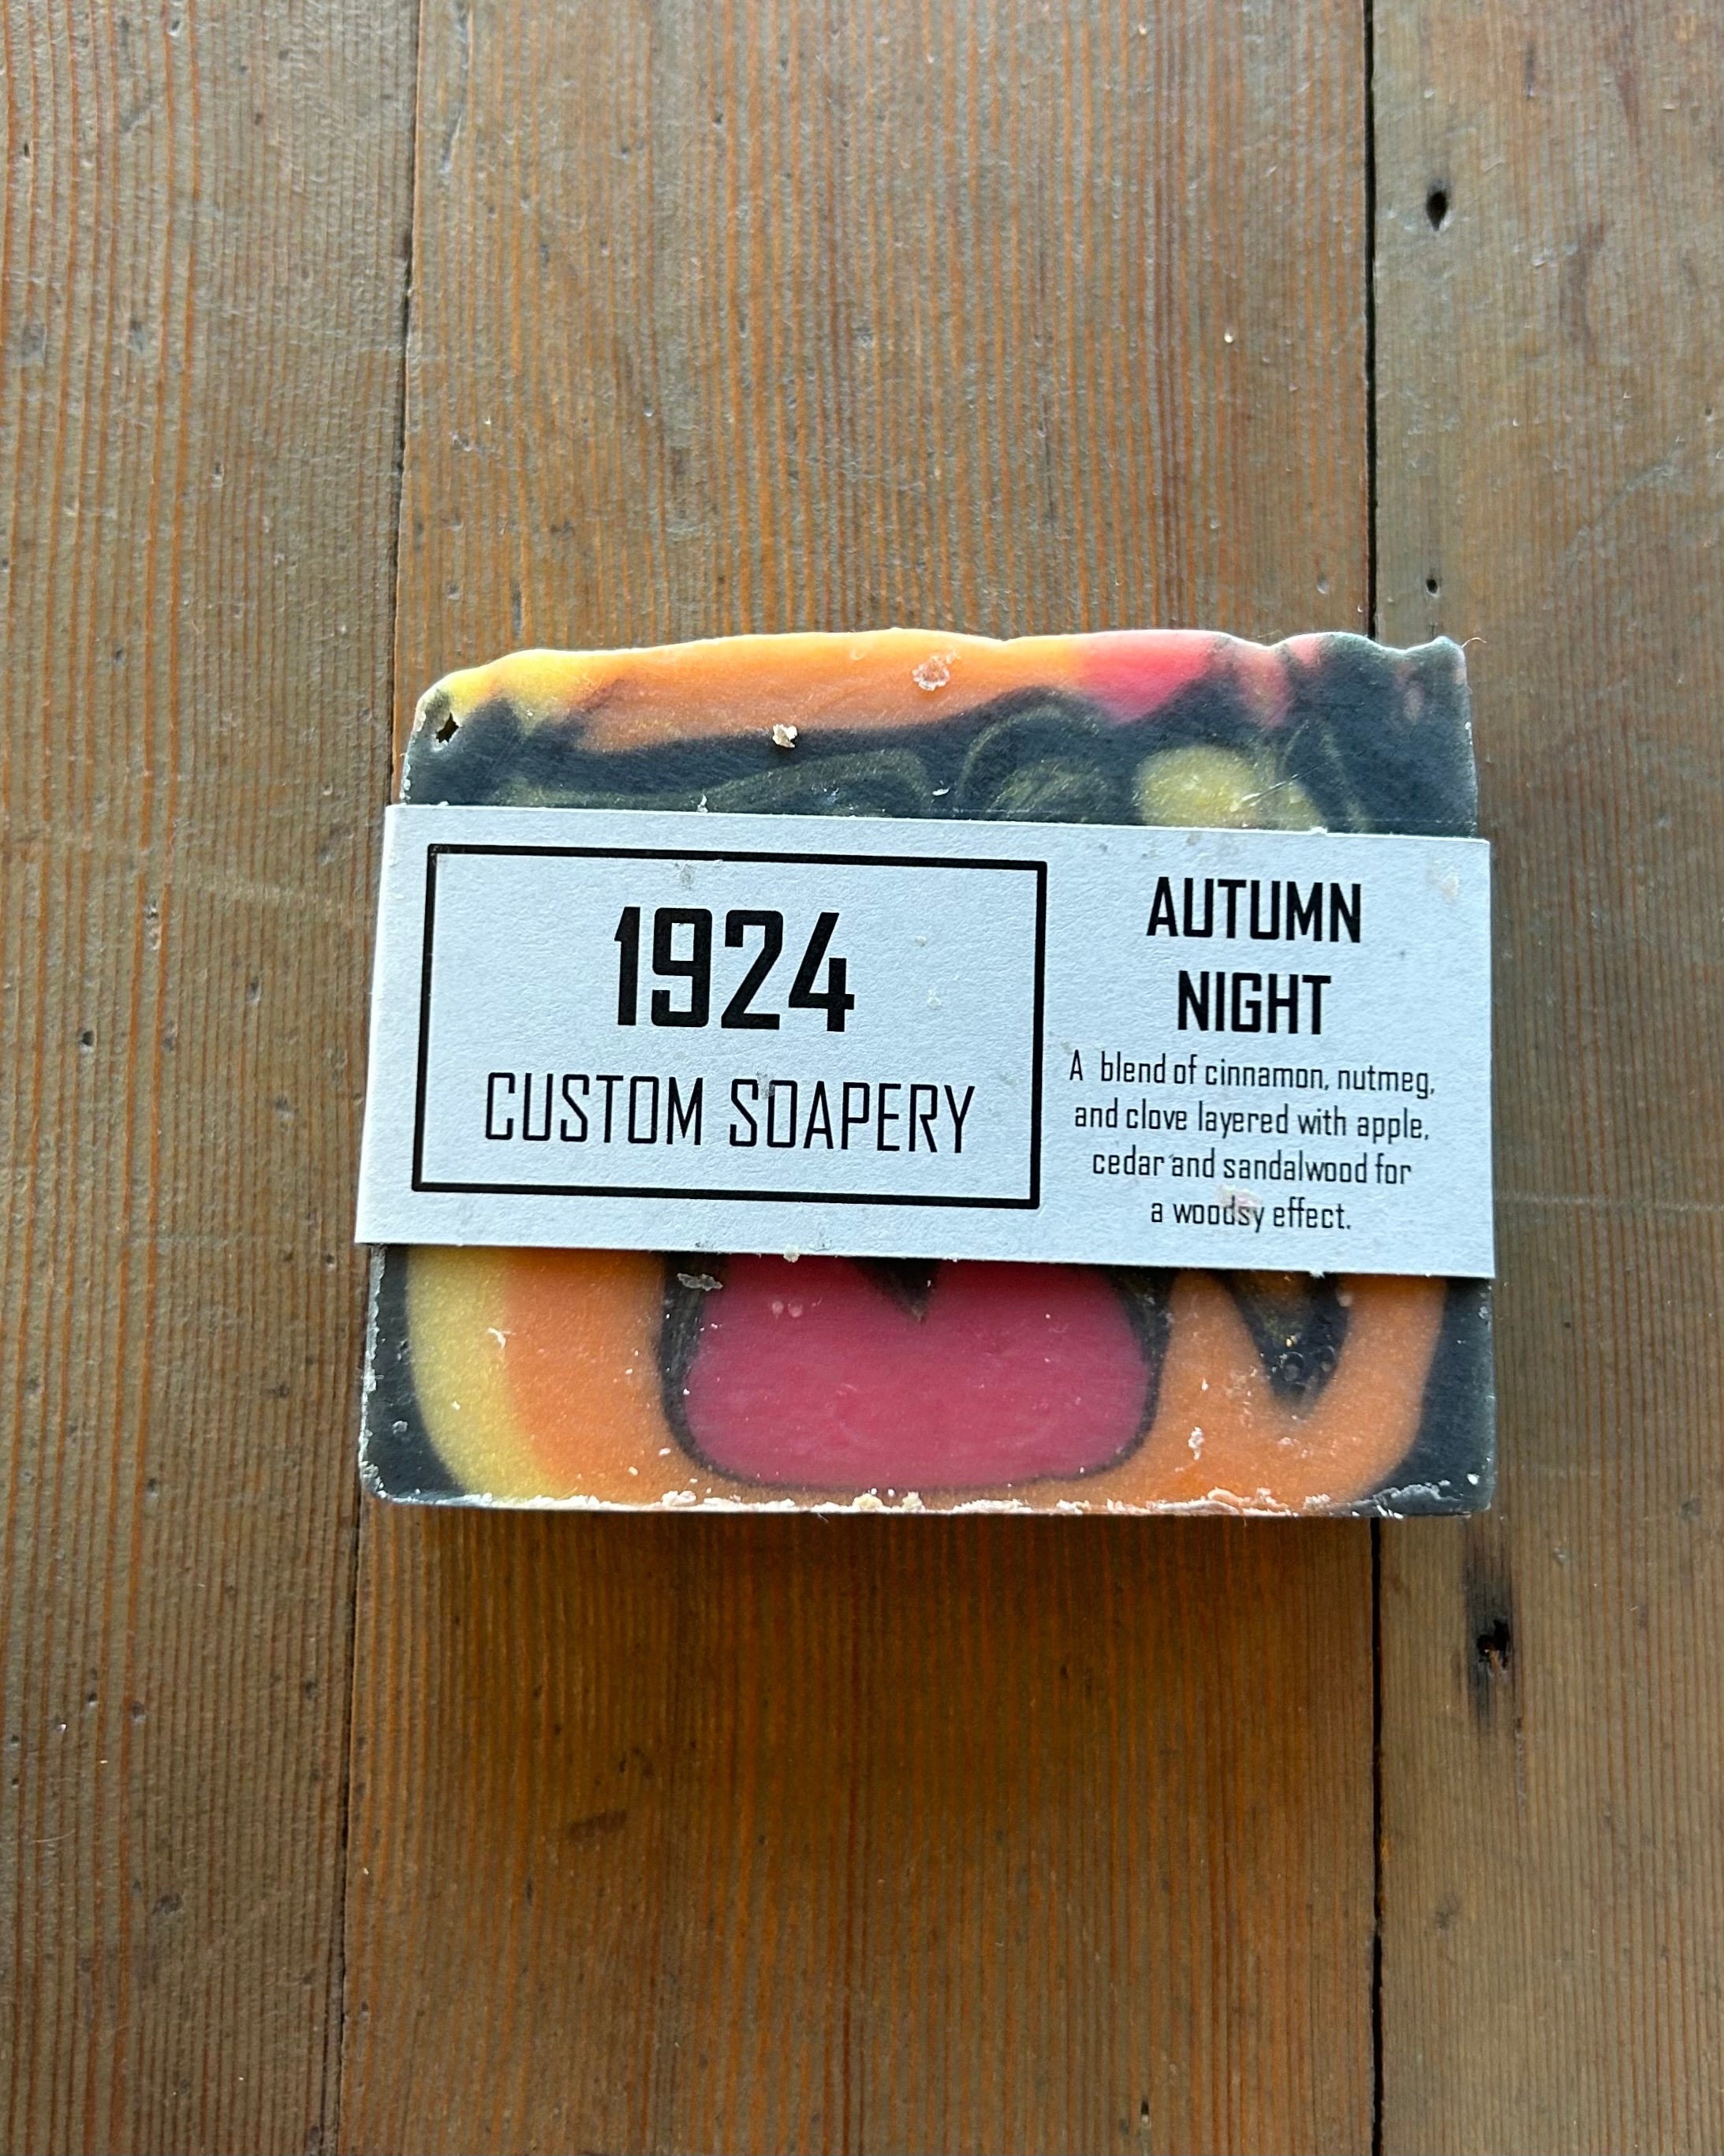 1924
CUSTOM SOAPERY
AUTUMN
NIGHT
A blend of cinnamon, nutmeg,
and clove layered with apple,
cedar and sandalwood for
a woodsy effect.